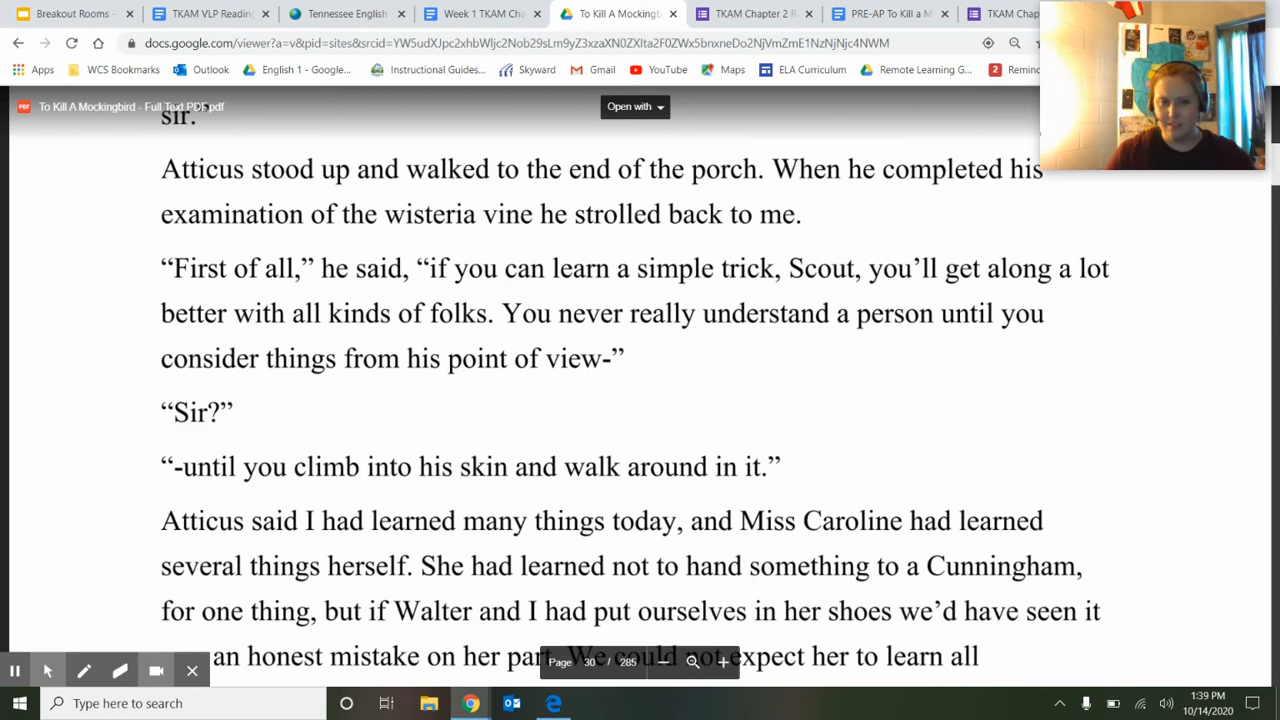 Breakout Rooms -
TKAM VLP Reading
Tennessee English
Week 1 TKAM Cha
To Kill A Mockingb
TKAM Chapter 2 R
PRE-AP To Kill a M
TKAM Chap
docs.google.com/viewer?a=v&pid=sites&srcid=
Apps
WCS Bookmarks
Outlook
English 1 - Google...
Instructional Guides...
Skyward
Gmail
YouTube
Maps
ELA Curriculum
Remote Learning G...
Remin
To Kill A Mockingbird - Full Text PDF.pdf
Open with
sir.”
Atticus stood up and walked to the end of the porch. When he completed his
examination of the wisteria vine he strolled back to me.
“First of all,” he said, “if you can learn a simple trick, Scout, you’ll get along a lot
better with all kinds of folks. You never really understand a person until you
consider things from his point of view-”
“Sir?”
“-until you climb into his skin and walk around in it.”
Atticus said I had learned many things today, and Miss Caroline had learned
several things herself. She had learned not to hand something to a Cunningham,
for one thing, but if Walter and I had put ourselves in her shoes we’d have seen it
an honest mistake on her part. We could not expect her to learn all
Page 30 / 285
Type here to search
1:39 PM
10/14/2020